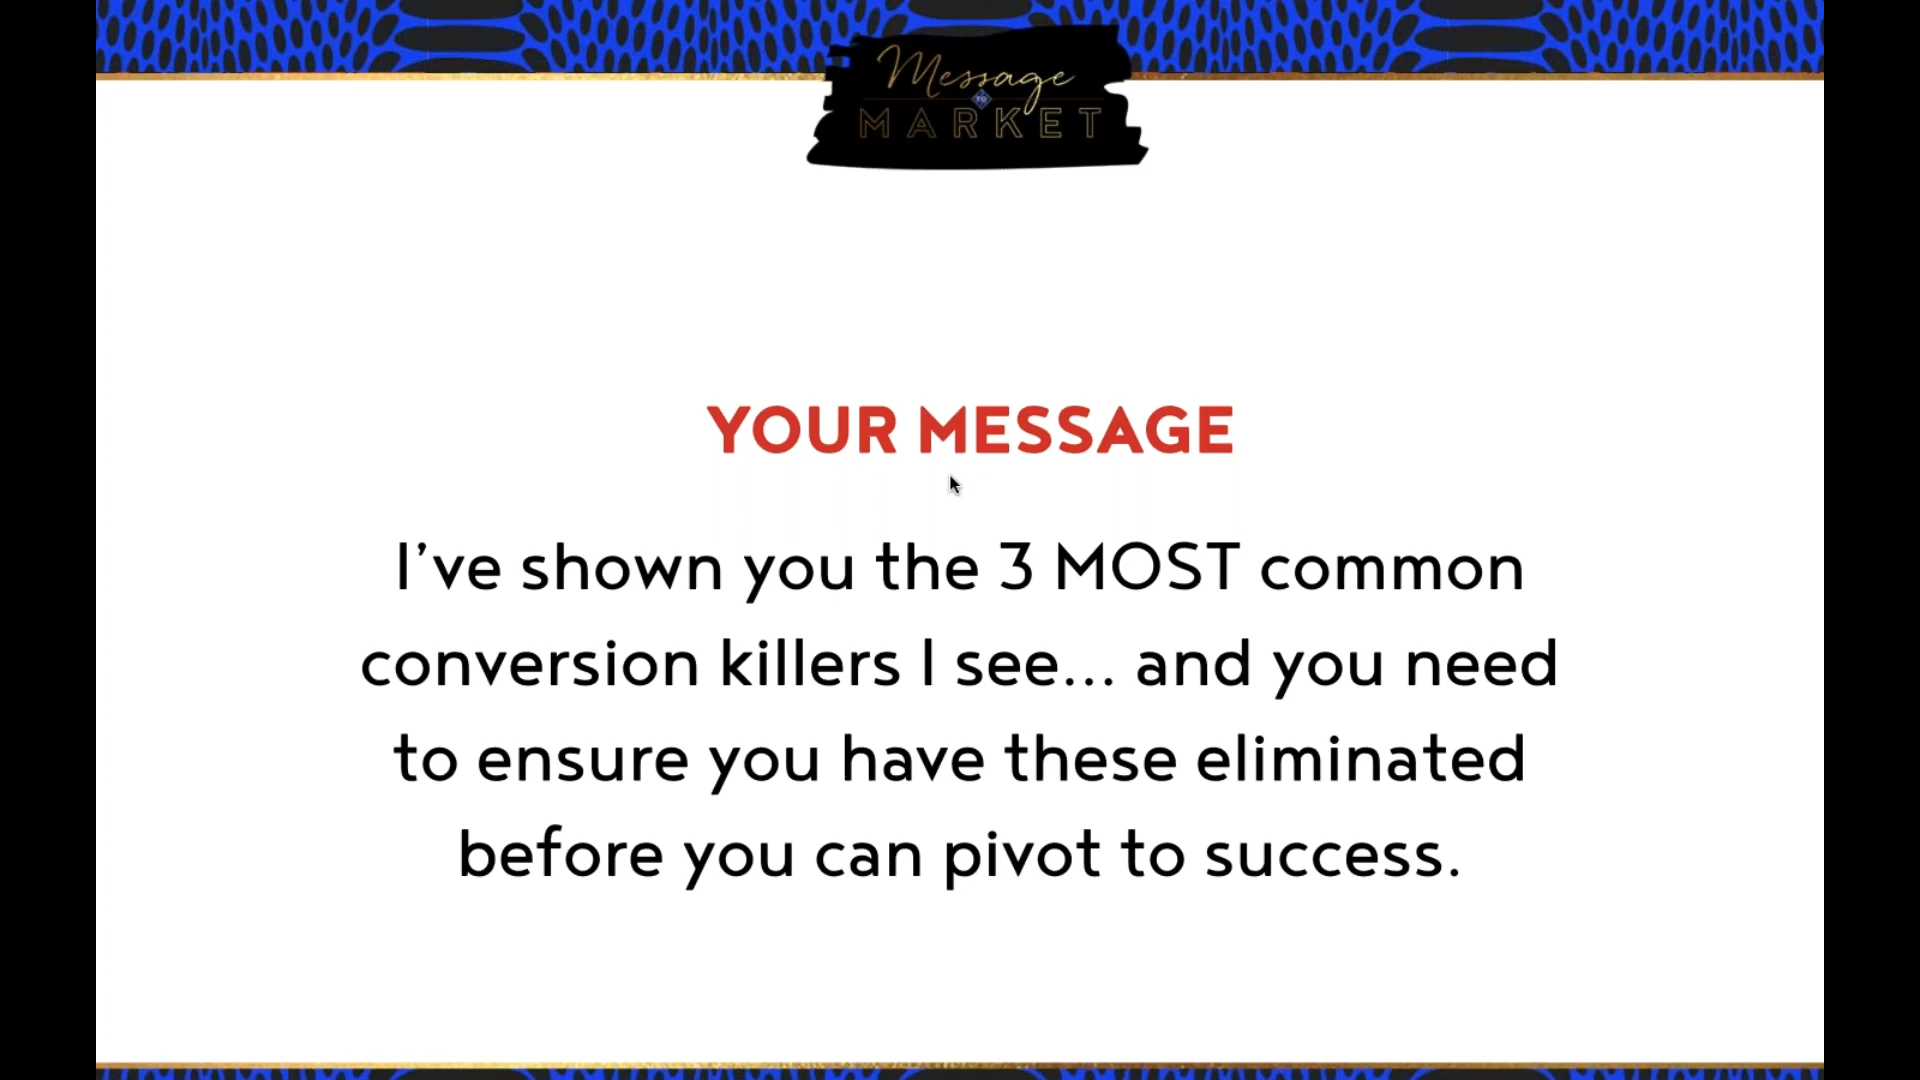 Message
TO
MARKET
YOUR MESSAGE
I’ve shown you the 3 MOST common
conversion killers I see... and you need
to ensure you have these eliminated
before you can pivot to success.